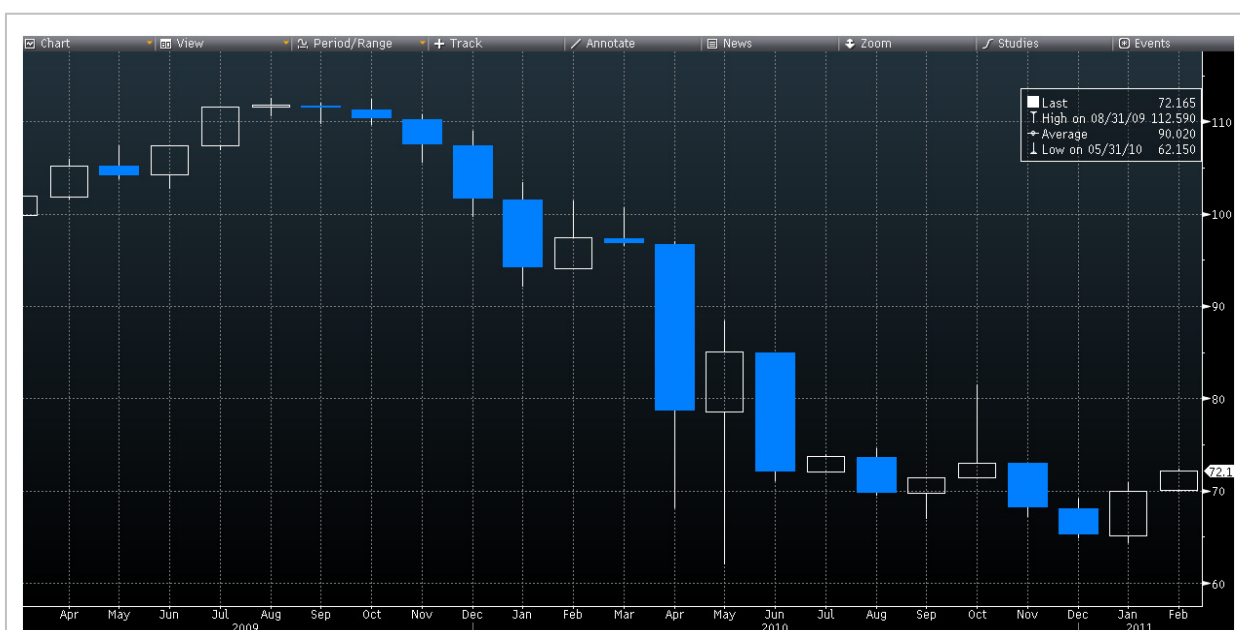 Chart View Period/Range Track Annotate News Zoom Studies Events
Last 72.165
High on 08/31/09 112.590
Average 90.020
Low on 05/31/10 62.150
110
100
90
80
72.1
70
60
Apr May Jun Jul Aug Sep Oct Nov Dec Jan Feb Mar Apr May Jun Jul Aug Sep Oct Nov Dec Jan Feb
2009 2010 2011